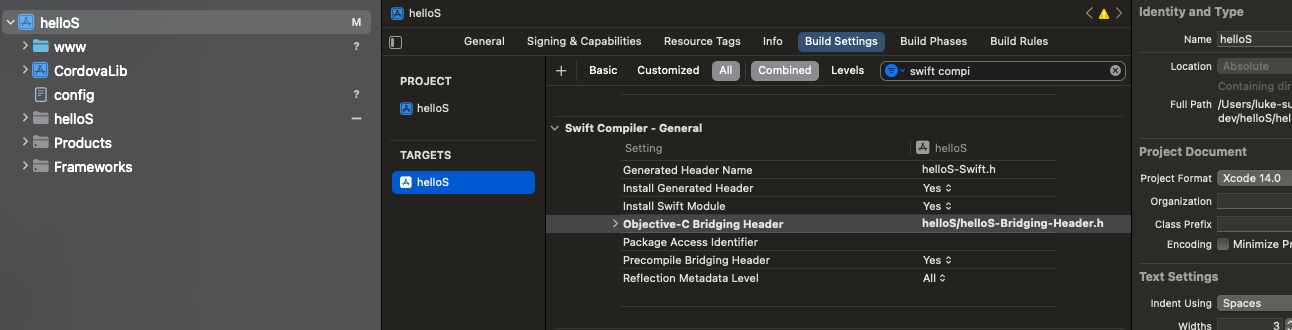 helloS M
www ?
CordovaLib
config ?
helloS
Products
Frameworks
helloS
General Signing & Capabilities Resource Tags Info Build Settings Build Phases Build Rules
PROJECT
helloS
TARGETS
helloS
+ Basic Customized All Combined Levels swift compi
Swift Compiler - General
Setting helloS
Generated Header Name helloS-Swift.h
Install Generated Header Yes
Install Swift Module Yes
Objective-C Bridging Header helloS/helloS-Bridging-Header.h
Package Access Identifier
Precompile Bridging Header Yes
Reflection Metadata Level All
Identity and Type
Name helloS
Location Absolute
Containing dir
Full Path /Users/luke-su
dev/helloS/hel
Project Document
Project Format Xcode 14.0
Organization
Class Prefix
Encoding Minimize Pr
Text Settings
Indent Using Spaces
Widths 3